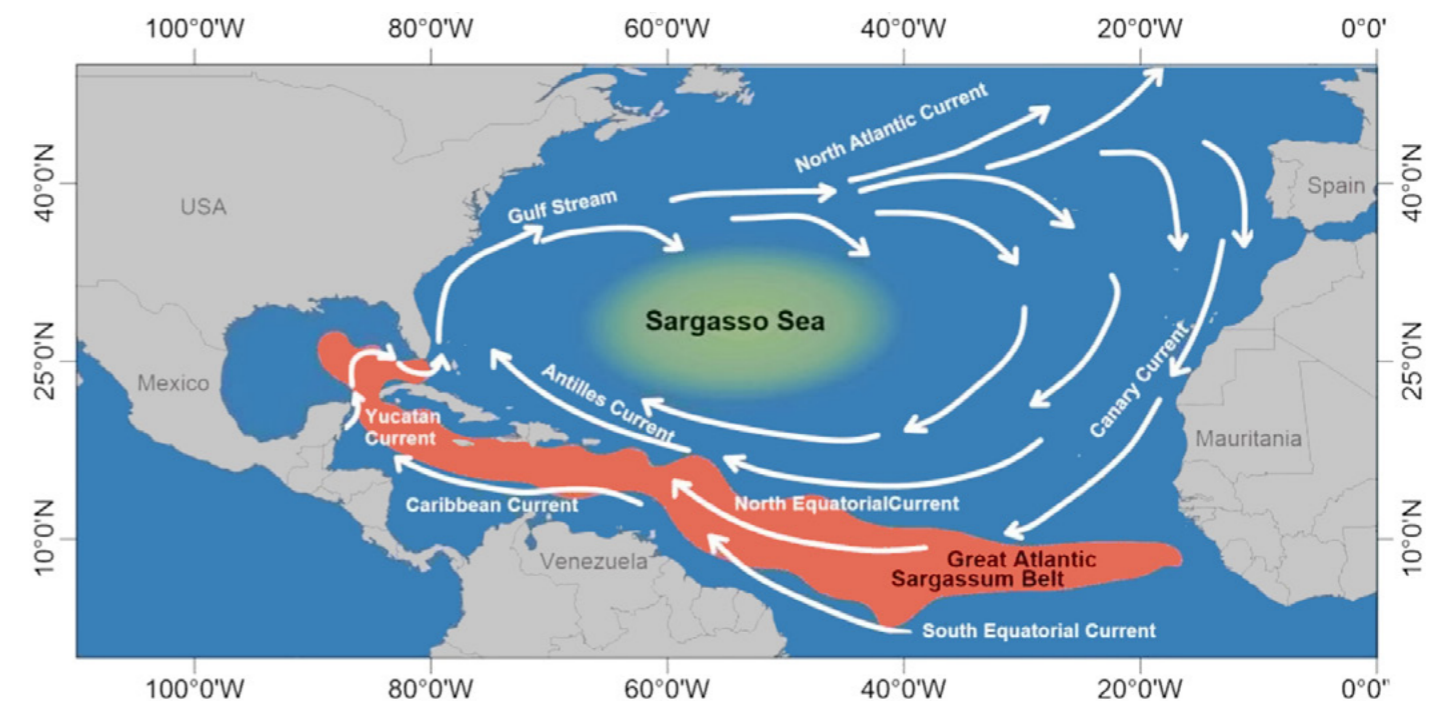 100°0'W 80°0'W 60°0'W 40°0'W 20°0'W 0°0'
40°0'N
25°0'N
10°0'N
North Atlantic Current
USA
Gulf Stream
Spain
Sargasso Sea
Mexico
Antilles Current
Canary Current
Yucatan
Current
Mauritania
Caribbean Current
North EquatorialCurrent
Venezuela
Great Atlantic
Sargassum Belt
South Equatorial Current
40°0'N
25°0'N
10°0'N
100°0'W 80°0'W 60°0'W 40°0'W 20°0'W 0°0'